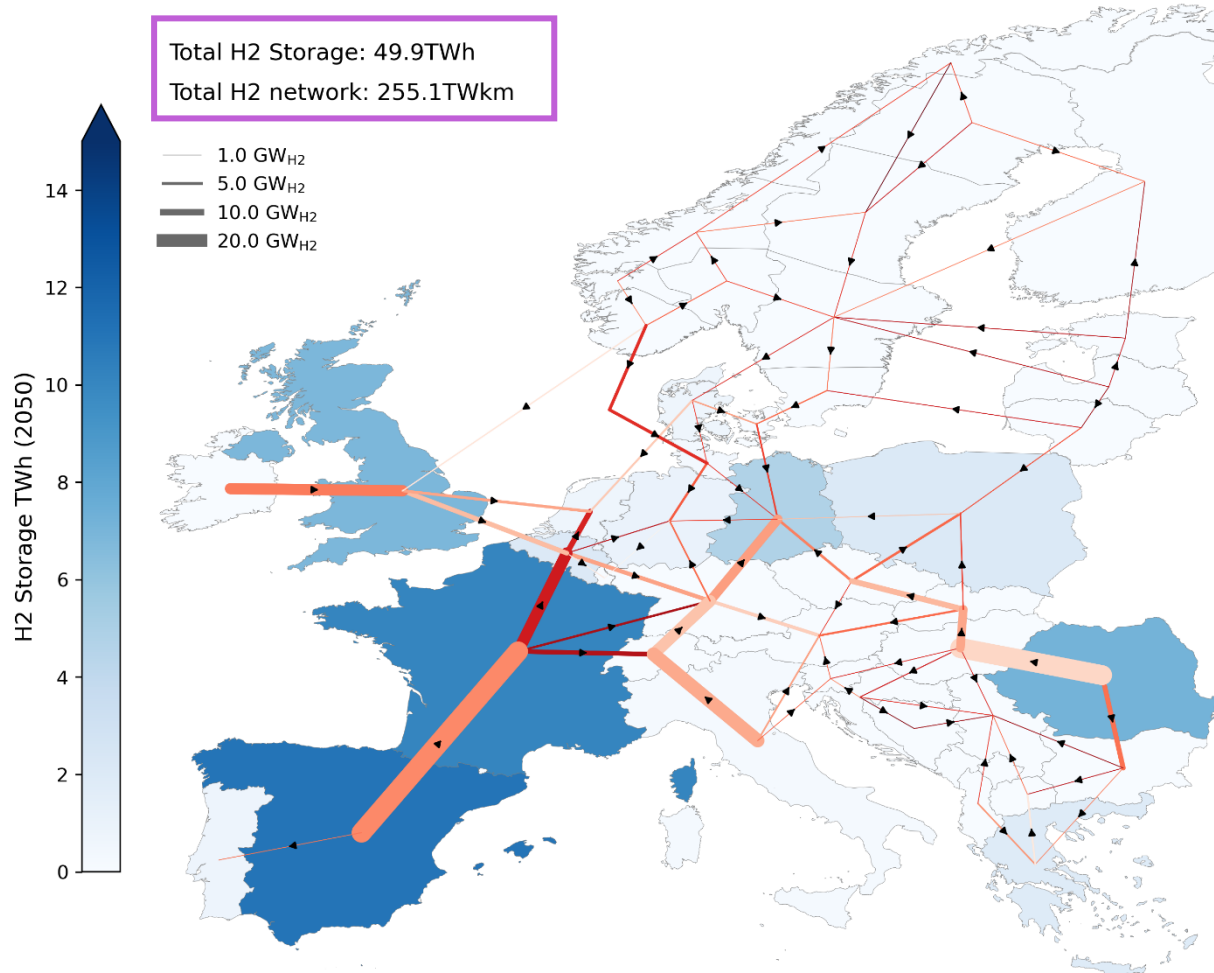 Total H2 Storage: 49.9TWh
Total H2 network: 255.1TWkm
1.0 GWH2
5.0 GWH2
10.0 GWH2
20.0 GWH2
H2 Storage TWh (2050)
14
12
10
8
6
4
2
0